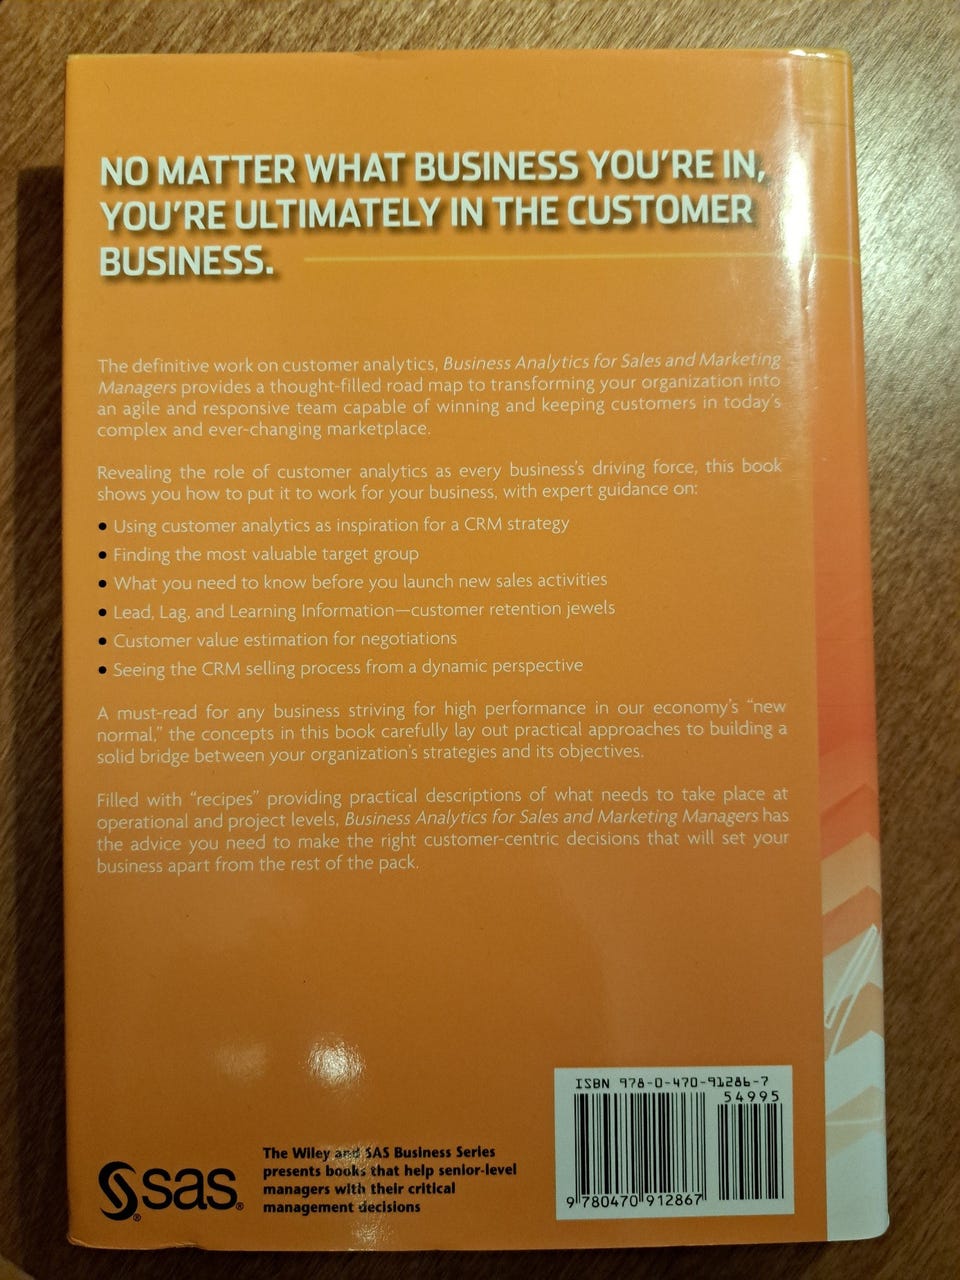 NO MATTER WHAT BUSINESS YOU'RE IN,
YOU'RE ULTIMATELY IN THE CUSTOMER
BUSINESS.
The definitive work on customer analytics, Business Analytics for Sales and Marketing
Managers provides a thought-filled road map to transforming your organization into
an agile and responsive team capable of winning and keeping customers in today's
complex and ever-changing marketplace.
Revealing the role of customer analytics as every business's driving force, this book
shows you how to put it to work for your business, with expert guidance on:
• Using customer analytics as inspiration for a CRM strategy
• Finding the most valuable target group
• What you need to know before you launch new sales activities
• Lead, Lag, and Learning Information—customer retention jewels
• Customer value estimation for negotiations
• Seeing the CRM selling process from a dynamic perspective
A must-read for any business striving for high performance in our economy's "new
normal," the concepts in this book carefully lay out practical approaches to building a
solid bridge between your organization's strategies and its objectives.
Filled with "recipes" providing practical descriptions of what needs to take place at
operational and project levels, Business Analytics for Sales and Marketing Managers has
the advice you need to make the right customer-centric decisions that will set your
business apart from the rest of the pack.
sas®
The Wiley and SAS Business Series
presents books that help senior-level
managers with their critical
management decisions
ISBN 978-0-470-91286-7
54995
9 780470 912867